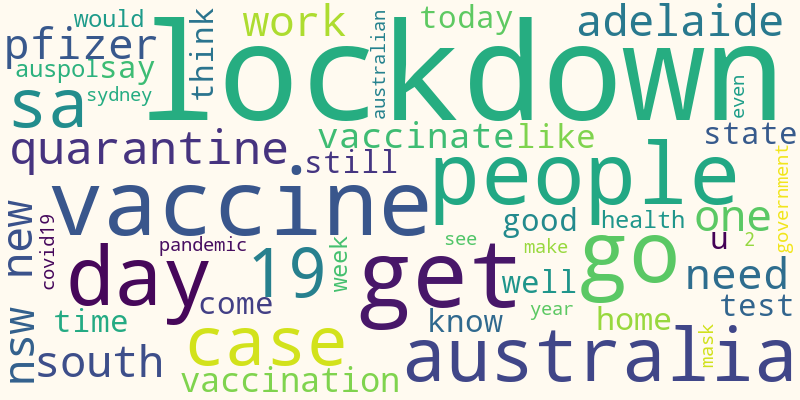 would
work
today
adelaide
pfizer
think
australian
lockdown
auspol
say
sa
sydney
even
quarantine
vaccinate
like
state
still
vaccine
people
government
new
covid19
good
health
one
pandemic
day
19
week
see
make
u
2
get
go
well
need
come
year
test
nsw
time
know
home
mask
south
case
australia
vaccination